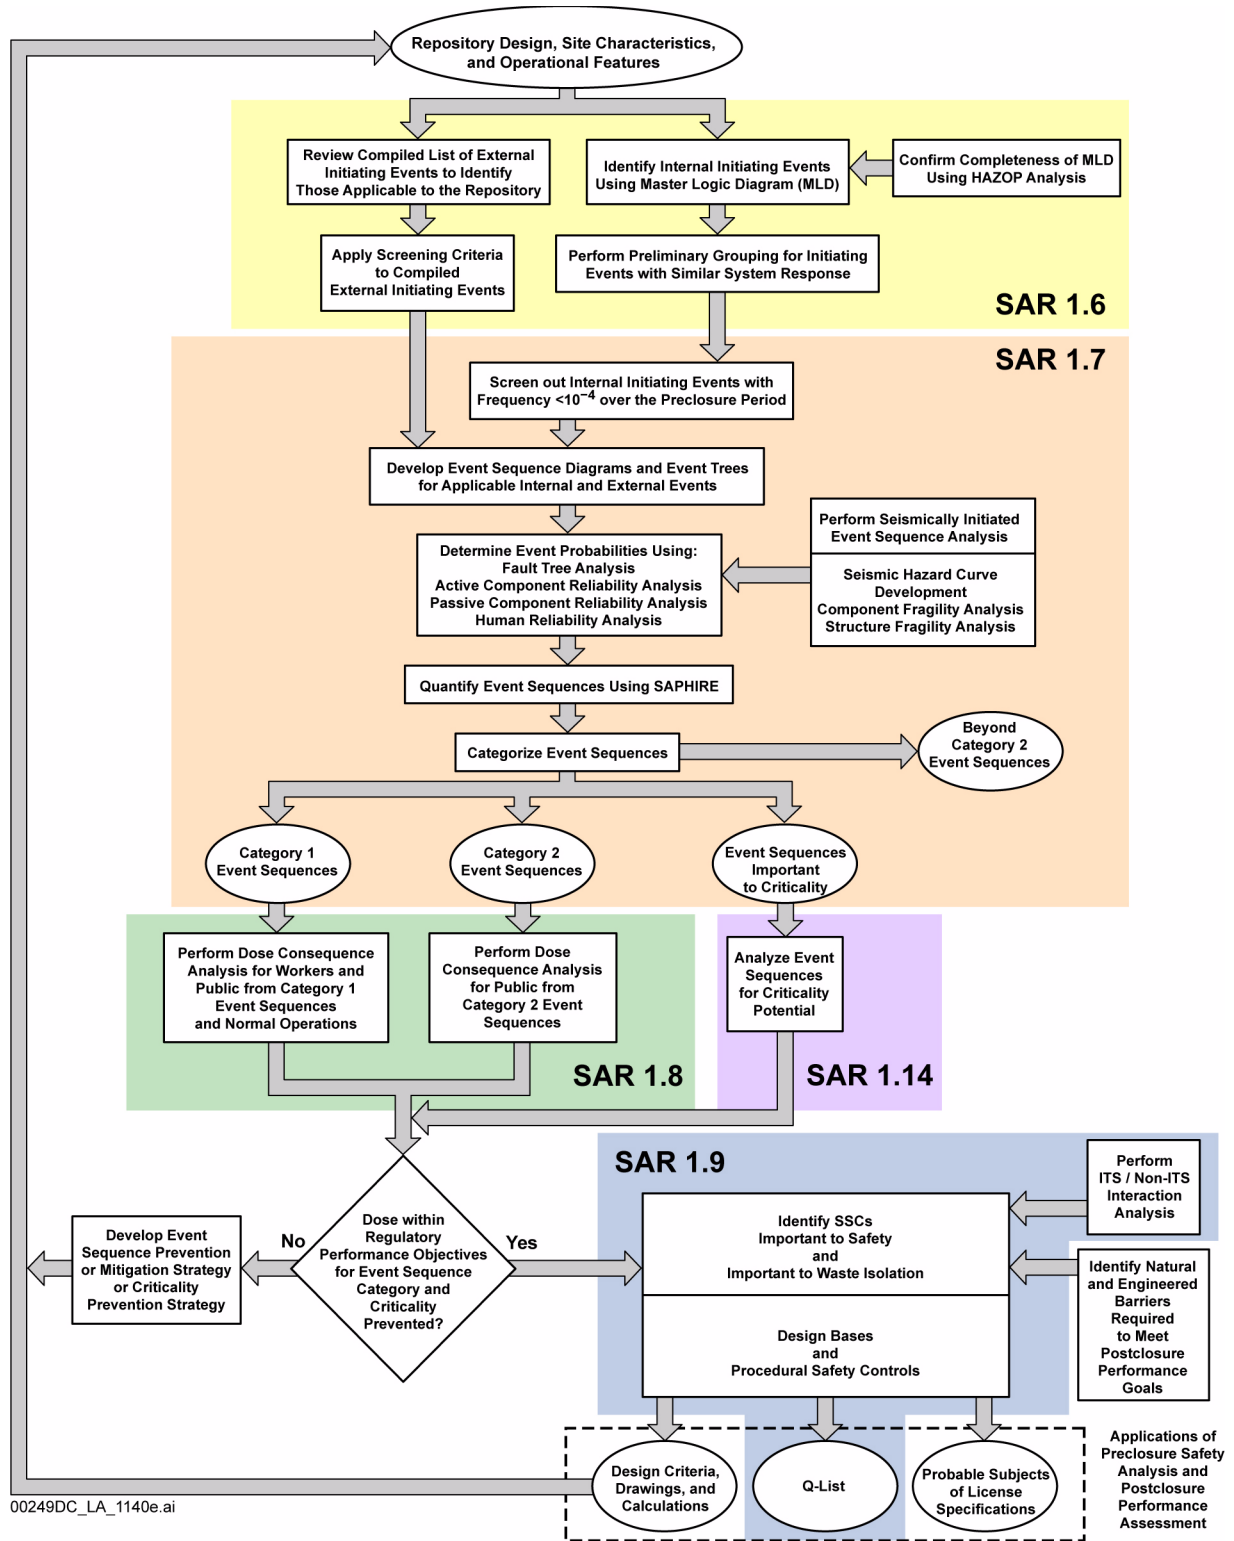 Repository Design, Site Characteristics,
and Operational Features
Review Compiled List of External
Initiating Events to Identify
Those Applicable to the Repository
Identify Internal Initiating Events
Using Master Logic Diagram (MLD)
Confirm Completeness of MLD
Using HAZOP Analysis
Apply Screening Criteria
to Compiled
External Initiating Events
Perform Preliminary Grouping for Initiating
Events with Similar System Response
SAR 1.6
SAR 1.7
Screen out Internal Initiating Events with
Frequency <10⁻⁴ over the Preclosure Period
Develop Event Sequence Diagrams and Event Trees
for Applicable Internal and External Events
Determine Event Probabilities Using:
Fault Tree Analysis
Active Component Reliability Analysis
Passive Component Reliability Analysis
Human Reliability Analysis
Perform Seismically Initiated
Event Sequence Analysis
Seismic Hazard Curve
Development
Component Fragility Analysis
Structure Fragility Analysis
Quantify Event Sequences Using SAPHIRE
Categorize Event Sequences
Beyond
Category 2
Event Sequences
Category 1
Event Sequences
Category 2
Event Sequences
Event Sequences
Important
to Criticality
Perform Dose Consequence
Analysis for Workers and
Public from Category 1
Event Sequences
and Normal Operations
Perform Dose
Consequence Analysis
for Public from
Category 2 Event
Sequences
Analyze Event
Sequences
for Criticality
Potential
SAR 1.8
SAR 1.14
SAR 1.9
Perform
ITS / Non-ITS
Interaction
Analysis
Develop Event
Sequence Prevention
or Mitigation Strategy
or Criticality
Prevention Strategy
No
Dose within
Regulatory
Performance Objectives
for Event Sequence
Category and
Criticality
Prevented?
Yes
Identify SSCs
Important to Safety
and
Important to Waste Isolation
Design Bases
and
Procedural Safety Controls
Identify Natural
and Engineered
Barriers
Required
to Meet
Postclosure
Performance
Goals
Design Criteria,
Drawings, and
Calculations
Q-List
Probable Subjects
of License
Specifications
Applications of
Preclosure Safety
Analysis and
Postclosure
Performance
Assessment
00249DC_LA_1140e.ai